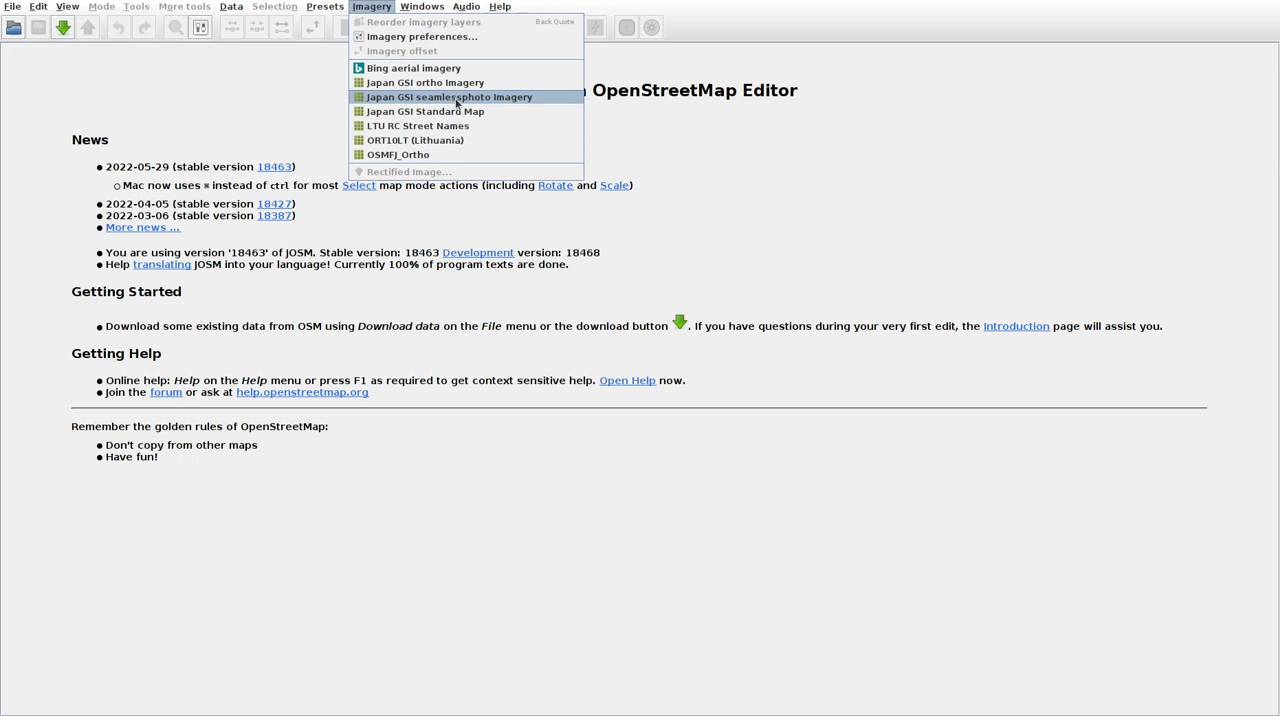 File Edit View Mode Tools More tools Data Selection Presets Imagery Windows Audio Help
Reorder imagery layers Back Quote
Imagery preferences...
Imagery offset
Bing aerial imagery
Japan GSI ortho Imagery
Japan GSI seamlessphoto Imagery
Japan GSI Standard Map
LTU RC Street Names
ORT10LT (Lithuania)
OSMFJ_Ortho
Rectified Image...
OpenStreetMap Editor
News
2022-05-29 (stable version 18463)
Mac now uses ⌘ instead of ctrl for most Select map mode actions (including Rotate and Scale)
2022-04-05 (stable version 18427)
2022-03-06 (stable version 18387)
More news ...
You are using version '18463' of JOSM. Stable version: 18463 Development version: 18468
Help translating JOSM into your language! Currently 100% of program texts are done.
Getting Started
Download some existing data from OSM using Download data on the File menu or the download button . If you have questions during your very first edit, the Introduction page will assist you.
Getting Help
Online help: Help on the Help menu or press F1 as required to get context sensitive help. Open Help now.
Join the forum or ask at help.openstreetmap.org
Remember the golden rules of OpenStreetMap:
Don't copy from other maps
Have fun!